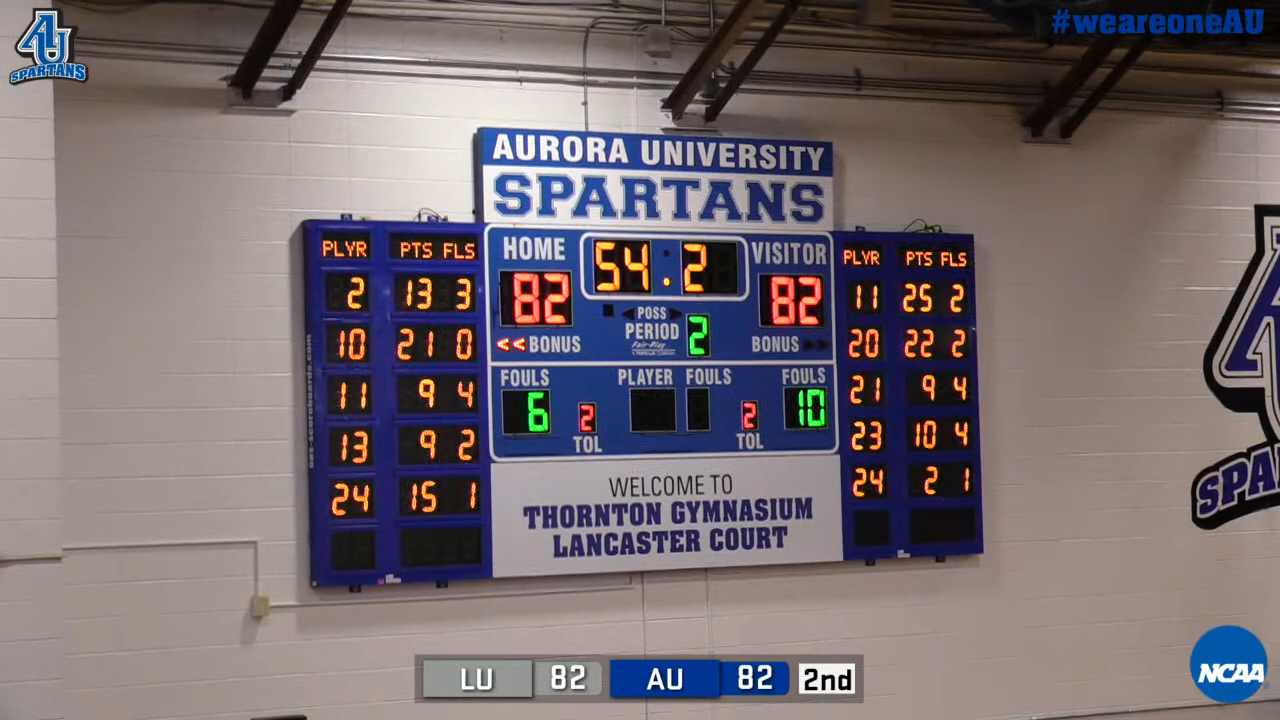 AU
SPARTANS
#weareoneAU
AURORA UNIVERSITY
SPARTANS
HOME 54.2 VISITOR
82 82
POSS
PERIOD 2
<< BONUS BONUS
Fair-Play
FOULS PLAYER FOULS FOULS
6 2 2 10
TOL TOL
PLYR PTS FLS
2 13 3
10 21 0
11 9 4
13 9 2
24 15 1
PLYR PTS FLS
11 25 2
20 22 2
21 9 4
23 10 4
24 2 1
WELCOME TO
THORNTON GYMNASIUM
LANCASTER COURT
SPA
LU 82 AU 82 2nd
NCAA